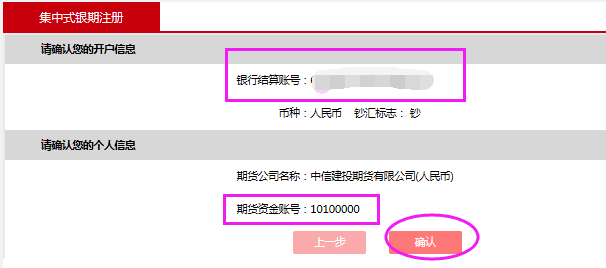 集中式银期注册
请确认您的开户信息
银行结算账号：
币种：人民币 钞汇标志： 钞
请确认您的个人信息
期货公司名称：中信建投期货有限公司(人民币)
期货资金账号：10100000
上一步 确认